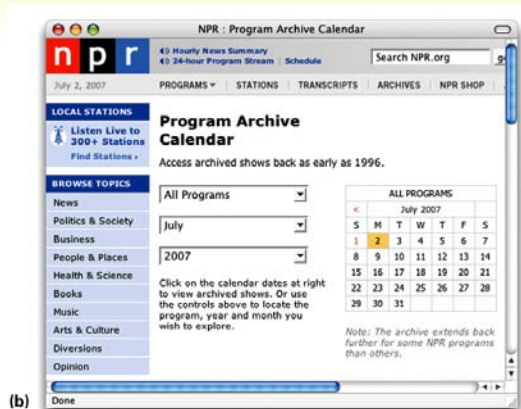 NPR : Program Archive Calendar
npr
Hourly News Summary
24-hour Program Stream | Schedule
Search NPR.org
July 2, 2007
PROGRAMS | STATIONS | TRANSCRIPTS | ARCHIVES | NPR SHOP
LOCAL STATIONS
Listen Live to
300+ Stations
Find Stations ›
BROWSE TOPICS
News
Politics & Society
Business
People & Places
Health & Science
Books
Music
Arts & Culture
Diversions
Opinion
Program Archive
Calendar
Access archived shows back as early as 1996.
All Programs
July
2007
Click on the calendar dates at right
to view archived shows. Or use
the controls above to locate the
program, year and month you
wish to explore.
ALL PROGRAMS
< July 2007
S M T W T F S
1 2 3 4 5 6 7
8 9 10 11 12 13 14
15 16 17 18 19 20 21
22 23 24 25 26 27 28
29 30 31
Note: The archive extends back
further for some NPR programs
than others.
(b)
Done